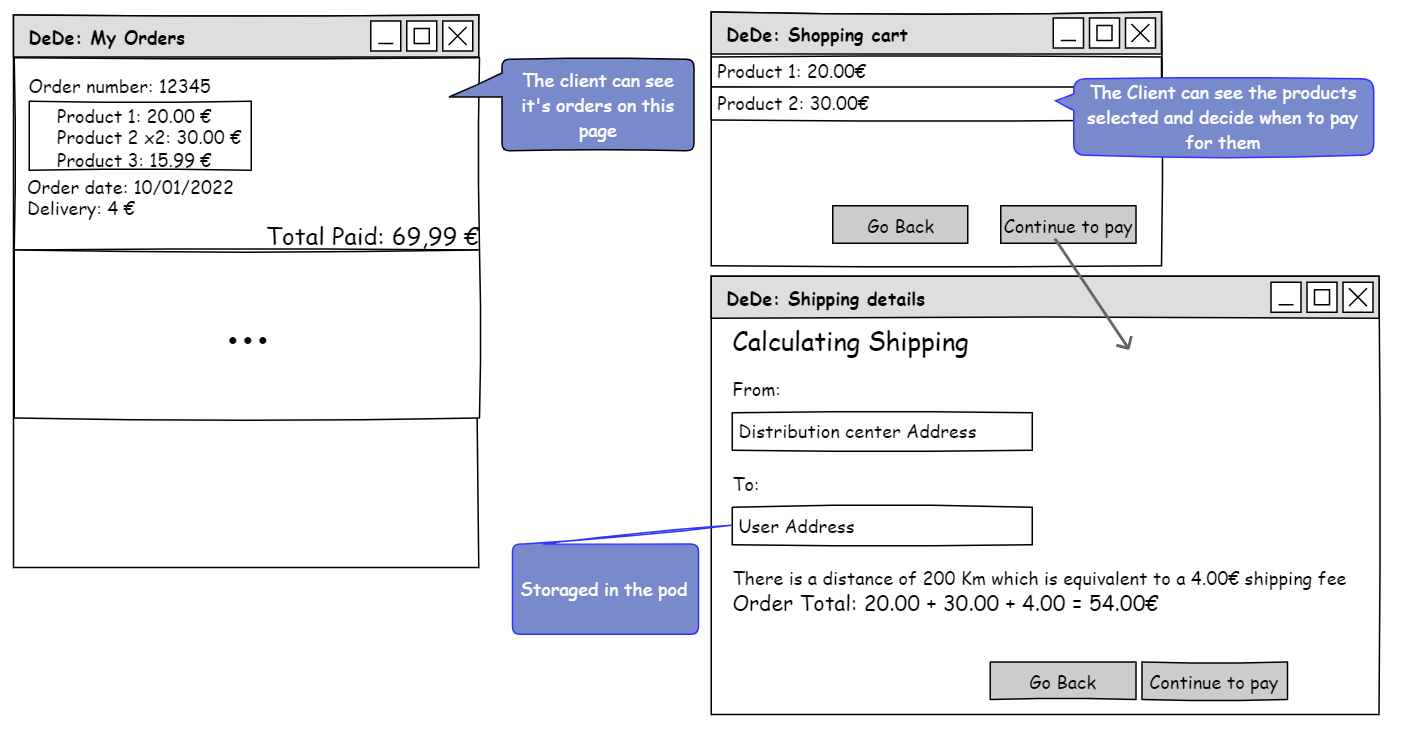 DeDe: My Orders
Order number: 12345
Product 1: 20.00 €
Product 2 x2: 30.00 €
Product 3: 15.99 €
Order date: 10/01/2022
Delivery: 4 €
Total Paid: 69,99 €
...
The client can see
it's orders on this
page
DeDe: Shopping cart
Product 1: 20.00€
Product 2: 30.00€
The Client can see the products
selected and decide when to pay
for them
Go Back
Continue to pay
DeDe: Shipping details
Calculating Shipping
From:
Distribution center Address
To:
User Address
Storaged in the pod
There is a distance of 200 Km which is equivalent to a 4.00€ shipping fee
Order Total: 20.00 + 30.00 + 4.00 = 54.00€
Go Back
Continue to pay